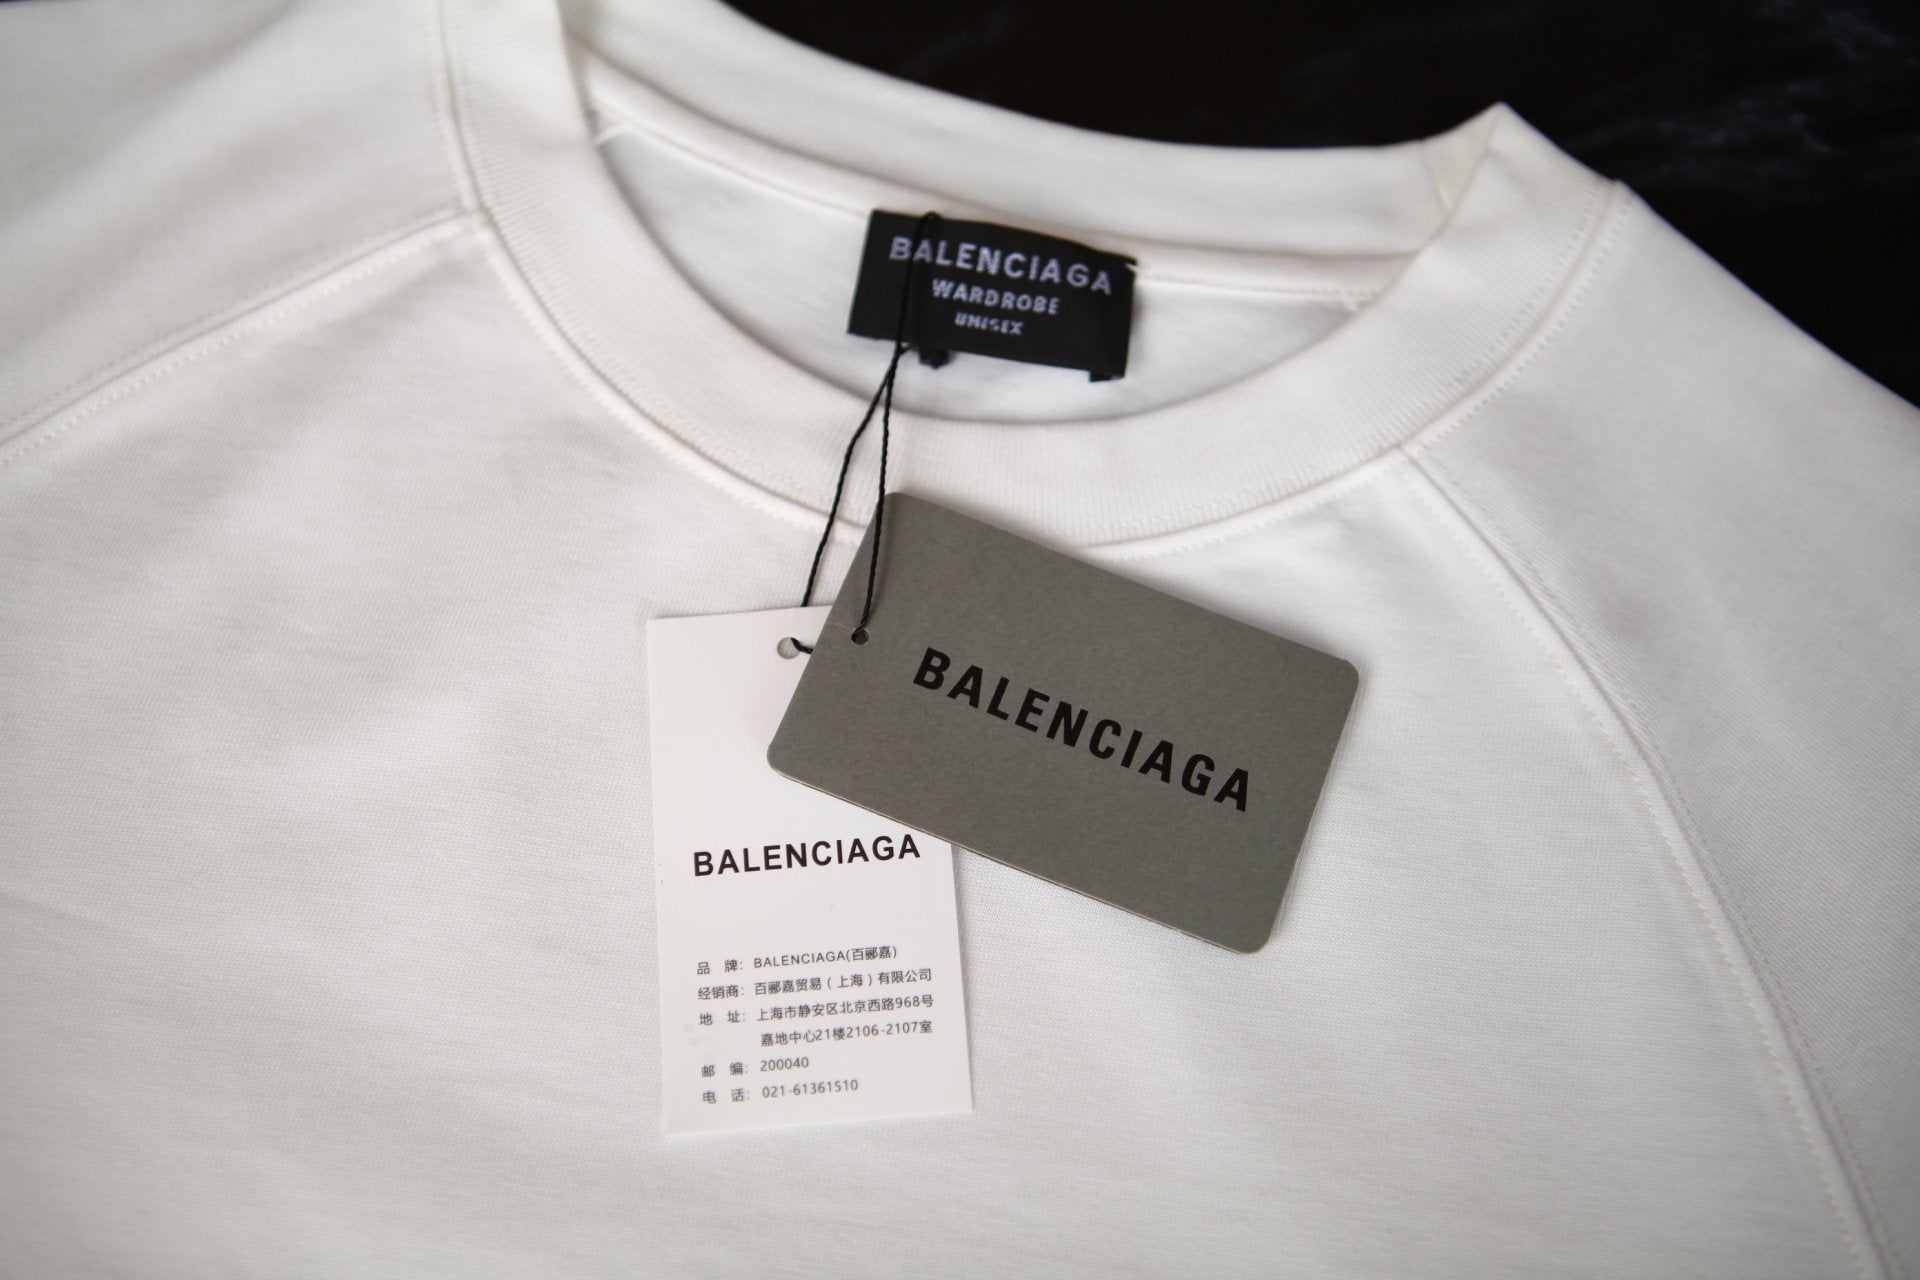 BALENCIAGA
WARDROBE
UNISEX
BALENCIAGA
BALENCIAGA
品 牌： BALENCIAGA(百郦嘉)
经销商： 百郦嘉贸易（上海）有限公司
地 址： 上海市静安区北京西路968号
嘉地中心21楼2106-2107室
邮 编： 200040
电 话： 021-61361510